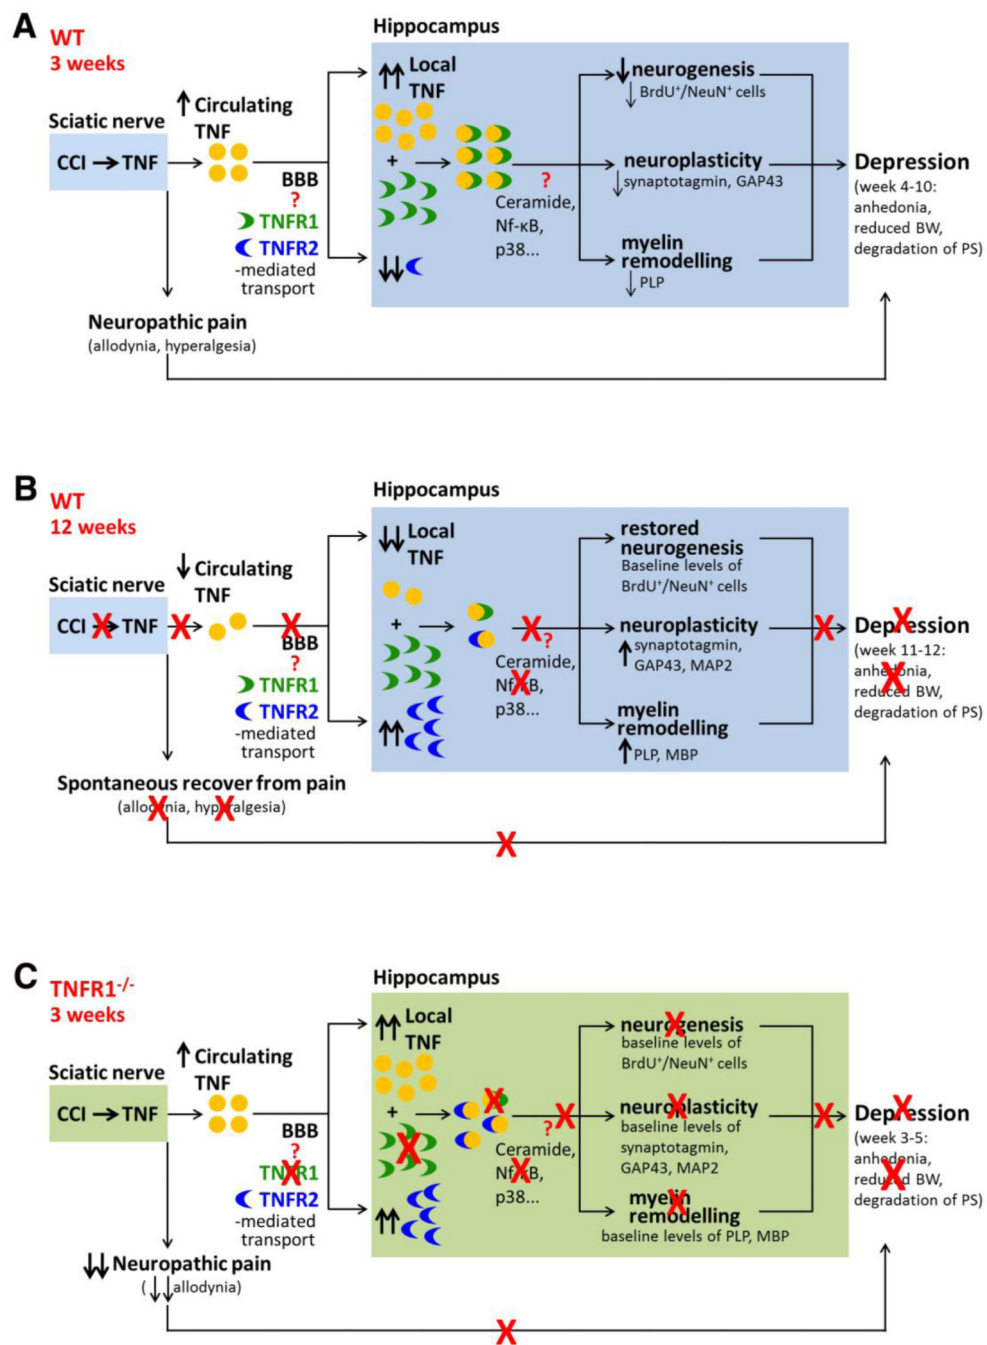 A
WT
3 weeks
Hippocampus
Sciatic nerve
CCI → TNF
↑ Circulating
TNF
BBB
?
TNFR1
TNFR2
-mediated
transport
↑↑ Local
TNF
+
↓↓
?
Ceramide,
Nf-κB,
p38...
↓ neurogenesis
↓ BrdU⁺/NeuN⁺ cells
neuroplasticity
↓ synaptotagmin, GAP43
myelin
remodelling
↓ PLP
Depression
(week 4-10:
anhedonia,
reduced BW,
degradation of PS)
Neuropathic pain
(allodynia, hyperalgesia)
B
WT
12 weeks
Hippocampus
Sciatic nerve
CCI → TNF
↓ Circulating
TNF
BBB
?
TNFR1
TNFR2
-mediated
transport
↓↓ Local
TNF
+
↑↑
?
Ceramide,
Nf-κB,
p38...
restored
neurogenesis
Baseline levels of
BrdU⁺/NeuN⁺ cells
neuroplasticity
↑ synaptotagmin,
GAP43, MAP2
myelin
remodelling
↑ PLP, MBP
Depression
(week 11-12:
anhedonia,
reduced BW,
degradation of PS)
Spontaneous recover from pain
(allodynia, hyperalgesia)
C
TNFR1⁻/⁻
3 weeks
Hippocampus
Sciatic nerve
CCI → TNF
↑ Circulating
TNF
BBB
?
TNFR1
TNFR2
-mediated
transport
↑↑ Local
TNF
+
↑↑
?
Ceramide,
Nf-κB,
p38...
neurogenesis
baseline levels of
BrdU⁺/NeuN⁺ cells
neuroplasticity
baseline levels of
synaptotagmin,
GAP43, MAP2
myelin
remodelling
baseline levels of PLP, MBP
Depression
(week 3-5:
anhedonia,
reduced BW,
degradation of PS)
↓↓ Neuropathic pain
(↓↓ allodynia)